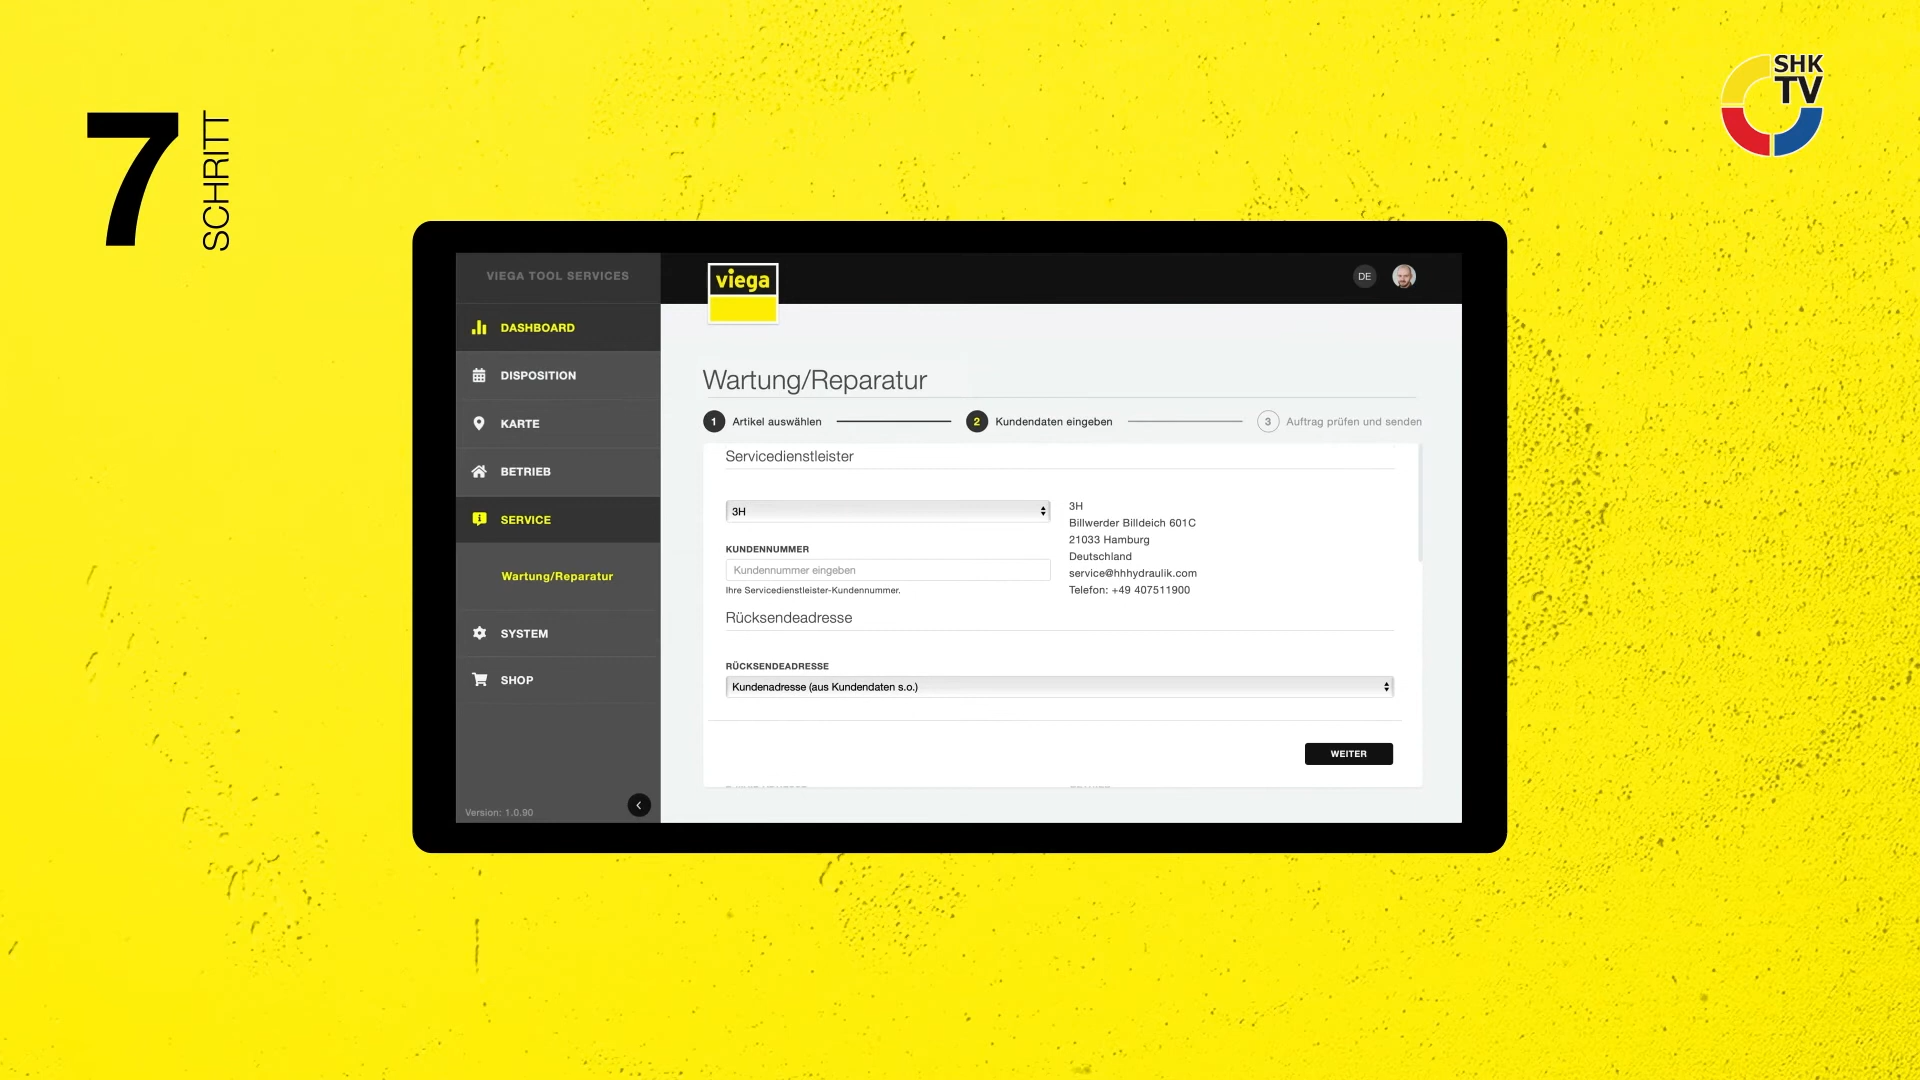 7
SCHRITT
SHK
TV
VIEGA TOOL SERVICES
viega
DE
DASHBOARD
DISPOSITION
KARTE
BETRIEB
SERVICE
Wartung/Reparatur
SYSTEM
SHOP
Version: 1.0.90
Wartung/Reparatur
1 Artikel auswählen
2 Kundendaten eingeben
3 Auftrag prüfen und senden
Servicedienstleister
3H
KUNDENNUMMER
Kundennummer eingeben
Ihre Servicedienstleister-Kundennummer.
3H
Billwerder Billdeich 601C
21033 Hamburg
Deutschland
service@hhhydraulik.com
Telefon: +49 407511900
Rücksendeadresse
RÜCKSENDEADRESSE
Kundenadresse (aus Kundendaten s.o.)
WEITER